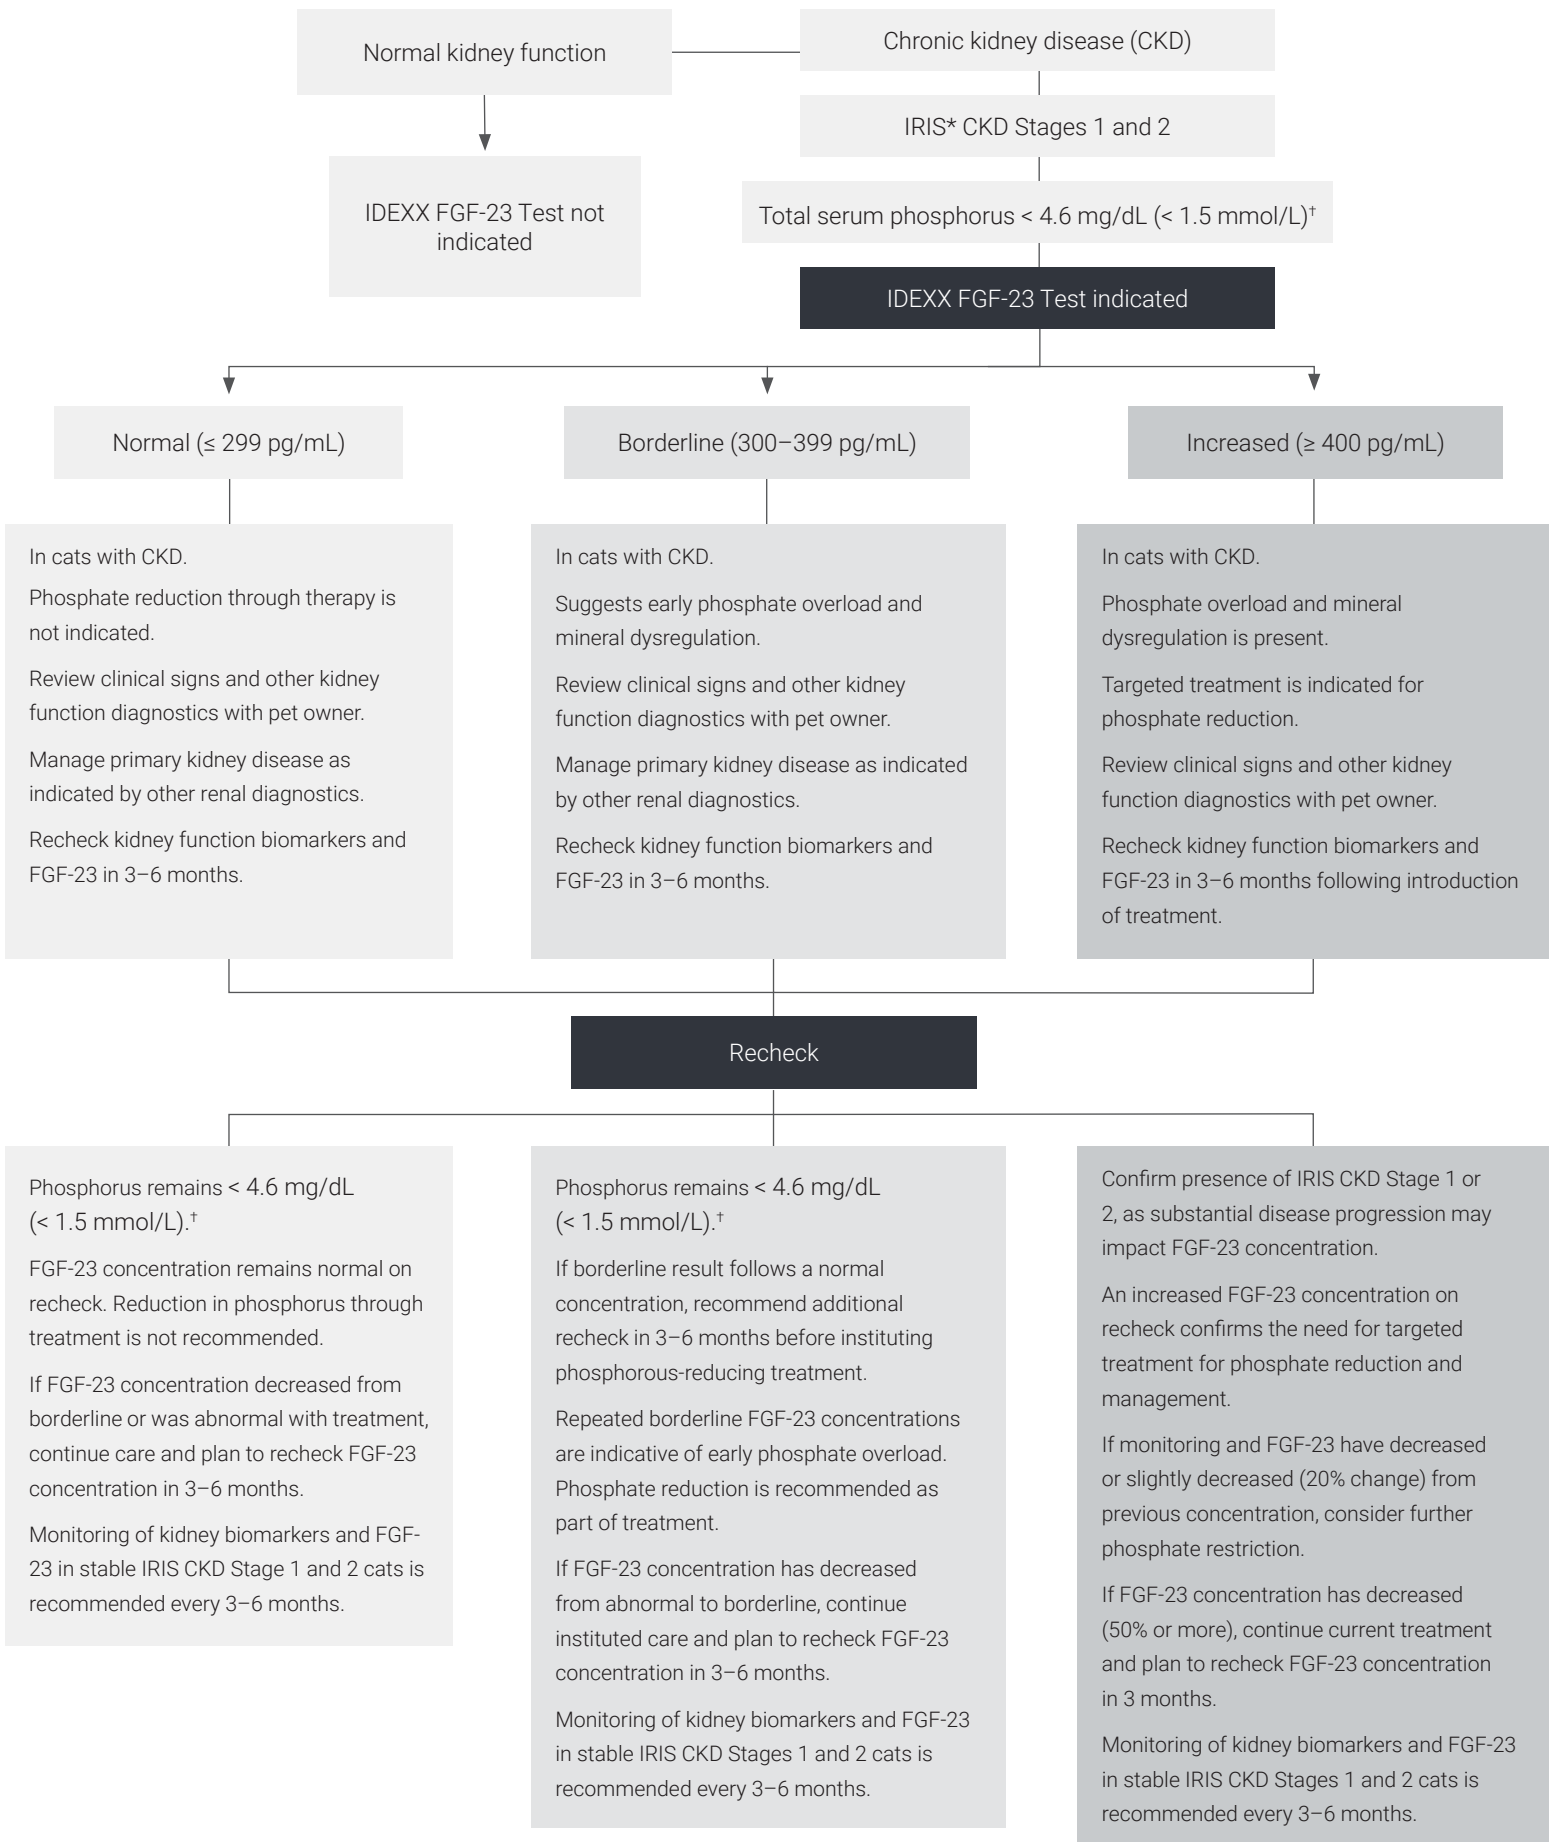 Normal kidney function
Chronic kidney disease (CKD)
IRIS* CKD Stages 1 and 2
IDEXX FGF-23 Test not
indicated
Total serum phosphorus < 4.6 mg/dL (< 1.5 mmol/L)†
IDEXX FGF-23 Test indicated
Normal (≤ 299 pg/mL)
Borderline (300–399 pg/mL)
Increased (≥ 400 pg/mL)
In cats with CKD.
Phosphate reduction through therapy is
not indicated.
Review clinical signs and other kidney
function diagnostics with pet owner.
Manage primary kidney disease as
indicated by other renal diagnostics.
Recheck kidney function biomarkers and
FGF-23 in 3–6 months.
In cats with CKD.
Suggests early phosphate overload and
mineral dysregulation.
Review clinical signs and other kidney
function diagnostics with pet owner.
Manage primary kidney disease as indicated
by other renal diagnostics.
Recheck kidney function biomarkers and
FGF-23 in 3–6 months.
In cats with CKD.
Phosphate overload and mineral
dysregulation is present.
Targeted treatment is indicated for
phosphate reduction.
Review clinical signs and other kidney
function diagnostics with pet owner.
Recheck kidney function biomarkers and
FGF-23 in 3–6 months following introduction
of treatment.
Recheck
Phosphorus remains < 4.6 mg/dL
(< 1.5 mmol/L).†
FGF-23 concentration remains normal on
recheck. Reduction in phosphorus through
treatment is not recommended.
If FGF-23 concentration decreased from
borderline or was abnormal with treatment,
continue care and plan to recheck FGF-23
concentration in 3–6 months.
Monitoring of kidney biomarkers and FGF-
23 in stable IRIS CKD Stage 1 and 2 cats is
recommended every 3–6 months.
Phosphorus remains < 4.6 mg/dL
(< 1.5 mmol/L).†
If borderline result follows a normal
concentration, recommend additional
recheck in 3–6 months before instituting
phosphorous-reducing treatment.
Repeated borderline FGF-23 concentrations
are indicative of early phosphate overload.
Phosphate reduction is recommended as
part of treatment.
If FGF-23 concentration has decreased
from abnormal to borderline, continue
instituted care and plan to recheck FGF-23
concentration in 3–6 months.
Monitoring of kidney biomarkers and FGF-23
in stable IRIS CKD Stages 1 and 2 cats is
recommended every 3–6 months.
Confirm presence of IRIS CKD Stage 1 or
2, as substantial disease progression may
impact FGF-23 concentration.
An increased FGF-23 concentration on
recheck confirms the need for targeted
treatment for phosphate reduction and
management.
If monitoring and FGF-23 have decreased
or slightly decreased (20% change) from
previous concentration, consider further
phosphate restriction.
If FGF-23 concentration has decreased
(50% or more), continue current treatment
and plan to recheck FGF-23 concentration
in 3 months.
Monitoring of kidney biomarkers and FGF-23
in stable IRIS CKD Stages 1 and 2 cats is
recommended every 3–6 months.